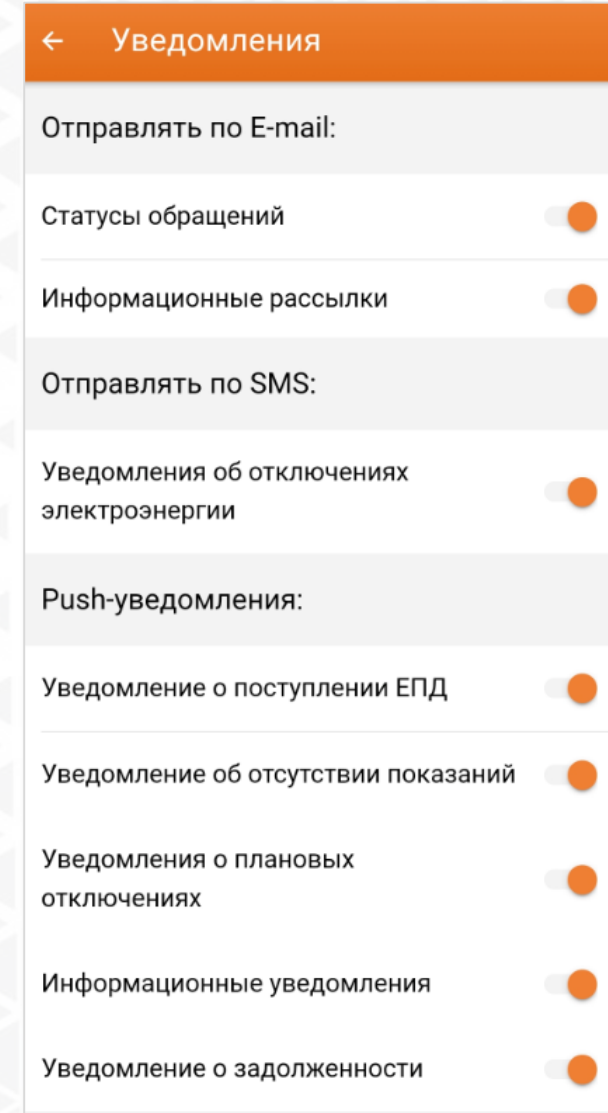 Уведомления
Отправлять по E-mail:
Статусы обращений
Информационные рассылки
Отправлять по SMS:
Уведомления об отключениях
электроэнергии
Push-уведомления:
Уведомление о поступлении ЕПД
Уведомление об отсутствии показаний
Уведомления о плановых
отключениях
Информационные уведомления
Уведомление о задолженности